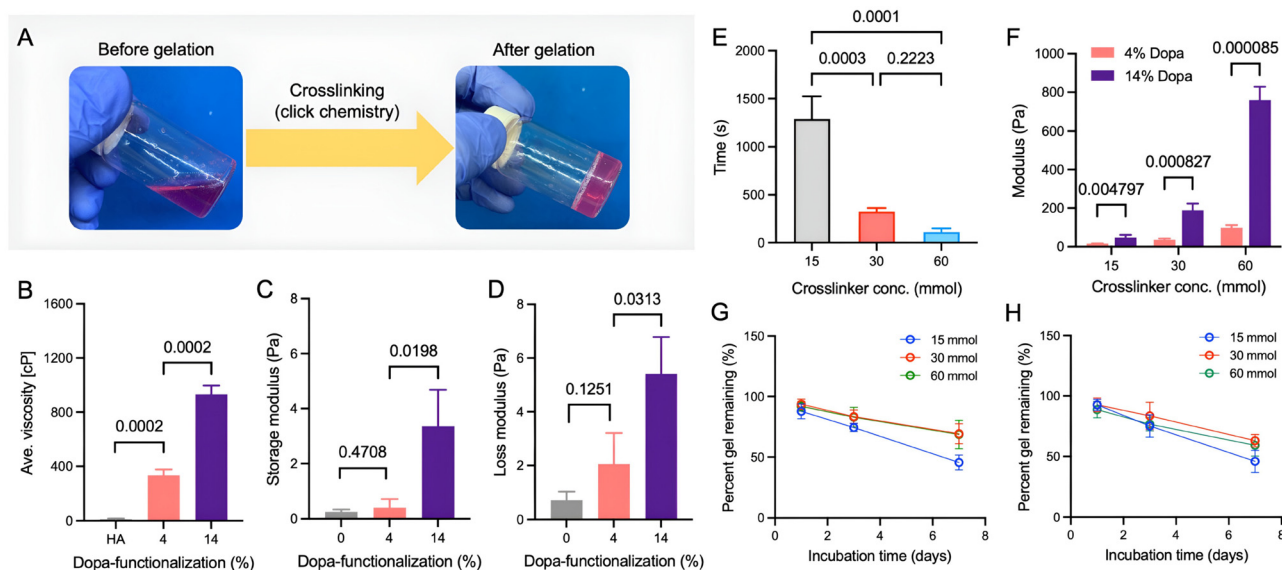 A
Before gelation
After gelation
Crosslinking
(click chemistry)
B
Ave. viscosity [cP]
1600
1200
800
400
0
0.0002
0.0002
HA
4
14
Dopa-functionalization (%)
C
Storage modulus (Pa)
8
6
4
2
0
0.4708
0.0198
0
4
14
Dopa-functionalization (%)
D
Loss modulus (Pa)
8
6
4
2
0
0.1251
0.0313
0
4
14
Dopa-functionalization (%)
E
Time (s)
2000
1500
1000
500
0
0.0001
0.0003
0.2223
15
30
60
Crosslinker conc. (mmol)
F
Modulus (Pa)
1000
800
600
400
200
0
4% Dopa
14% Dopa
0.004797
0.000827
0.000085
15
30
60
Crosslinker conc. (mmol)
G
Percent gel remaining (%)
150
100
50
0
15 mmol
30 mmol
60 mmol
0
2
4
6
8
Incubation time (days)
H
Percent gel remaining (%)
150
100
50
0
15 mmol
30 mmol
60 mmol
0
2
4
6
8
Incubation time (days)